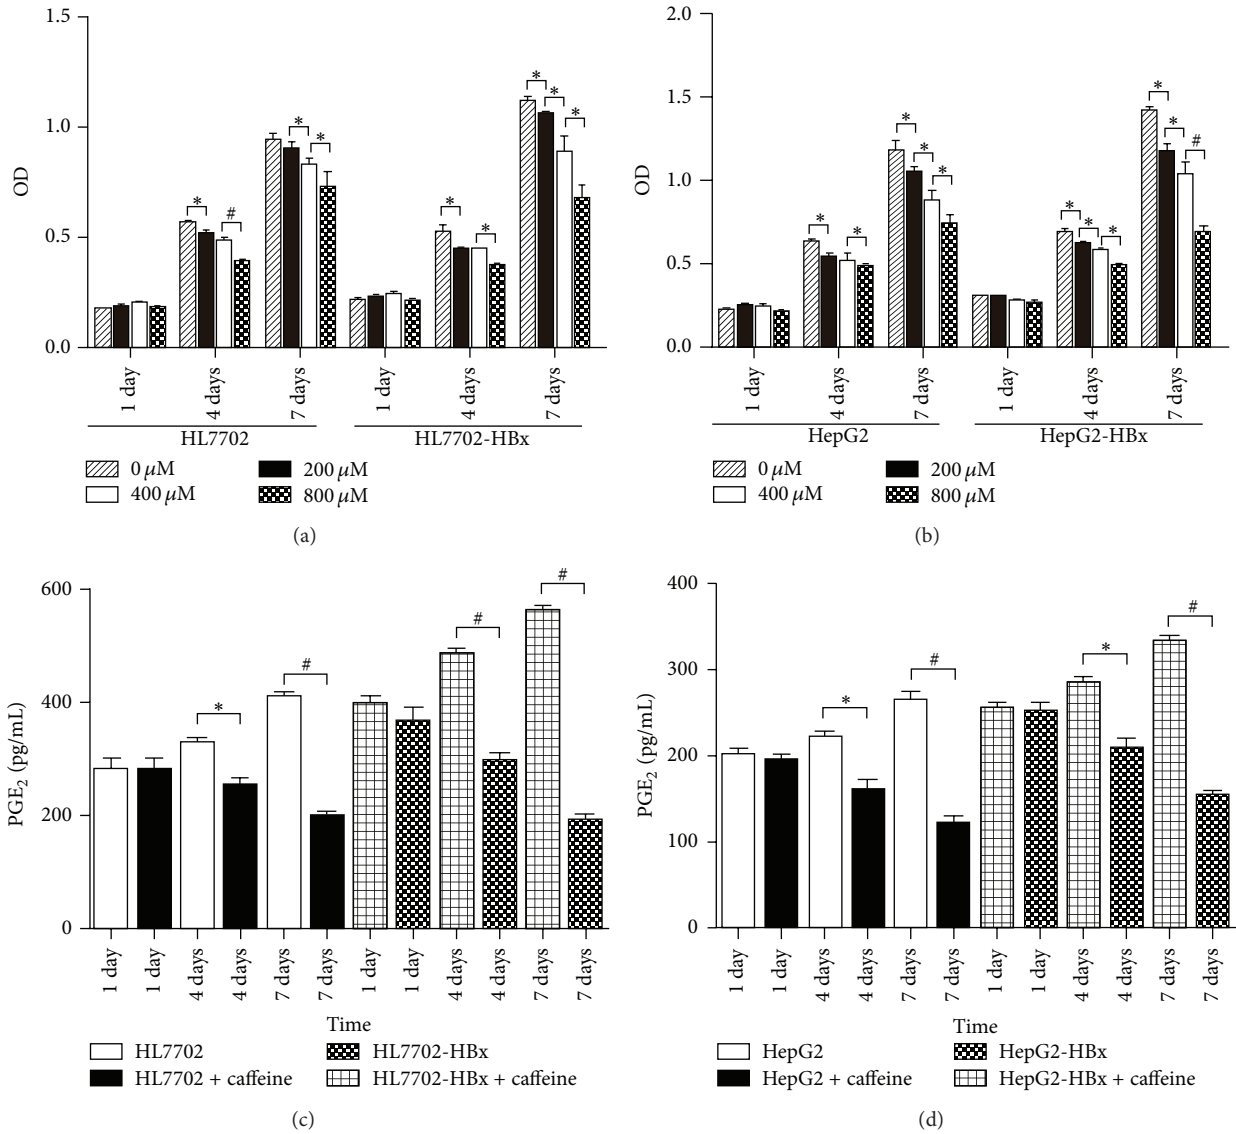 1.5
1.0
0.5
0.0
OD
* # * * * * * * *
1 day 4 days 7 days 1 day 4 days 7 days
HL7702 HL7702-HBx
0 μM 200 μM
400 μM 800 μM
(a)
2.0
1.5
1.0
0.5
0.0
OD
* * * * * * * * * * #
1 day 4 days 7 days 1 day 4 days 7 days
HepG2 HepG2-HBx
0 μM 200 μM
400 μM 800 μM
(b)
600
400
200
0
PGE2 (pg/mL)
* # # #
1 day 1 day 4 days 4 days 7 days 7 days 1 day 1 day 4 days 4 days 7 days 7 days
Time
HL7702 HL7702-HBx
HL7702 + caffeine HL7702-HBx + caffeine
(c)
400
300
200
100
0
PGE2 (pg/mL)
* # * #
1 day 1 day 4 days 4 days 7 days 7 days 1 day 1 day 4 days 4 days 7 days 7 days
Time
HepG2 HepG2-HBx
HepG2 + caffeine HepG2-HBx + caffeine
(d)